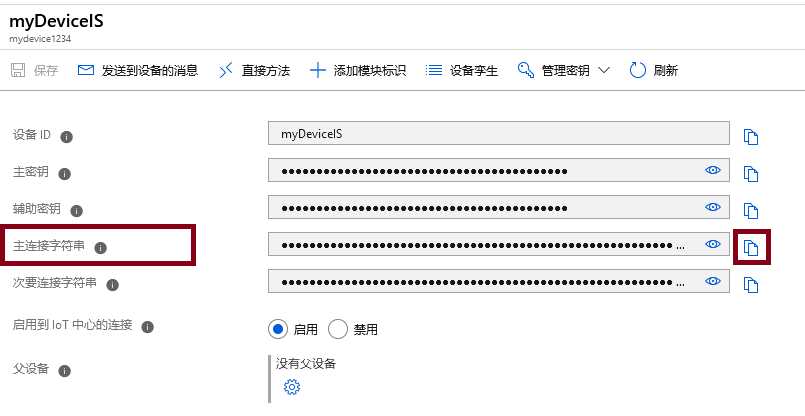 myDeviceIS
mydevice1234
保存 发送到设备的消息 直接方法 添加模块标识 设备孪生 管理密钥 刷新
设备 ID myDeviceIS
主密钥 ●●●●●●●●●●●●●●●●●●●●●●●●●●●●●●●●●●●●●●●●●●●●
辅助密钥 ●●●●●●●●●●●●●●●●●●●●●●●●●●●●●●●●●●●●●●●●●●●●
主连接字符串 ●●●●●●●●●●●●●●●●●●●●●●●●●●●●●●●●●●●●●●●●●●●●●●●●●●●●●●●●●●●● ...
次要连接字符串 ●●●●●●●●●●●●●●●●●●●●●●●●●●●●●●●●●●●●●●●●●●●●●●●●●●●●●●●●●●●● ...
启用到 IoT 中心的连接 启用 禁用
父设备 没有父设备